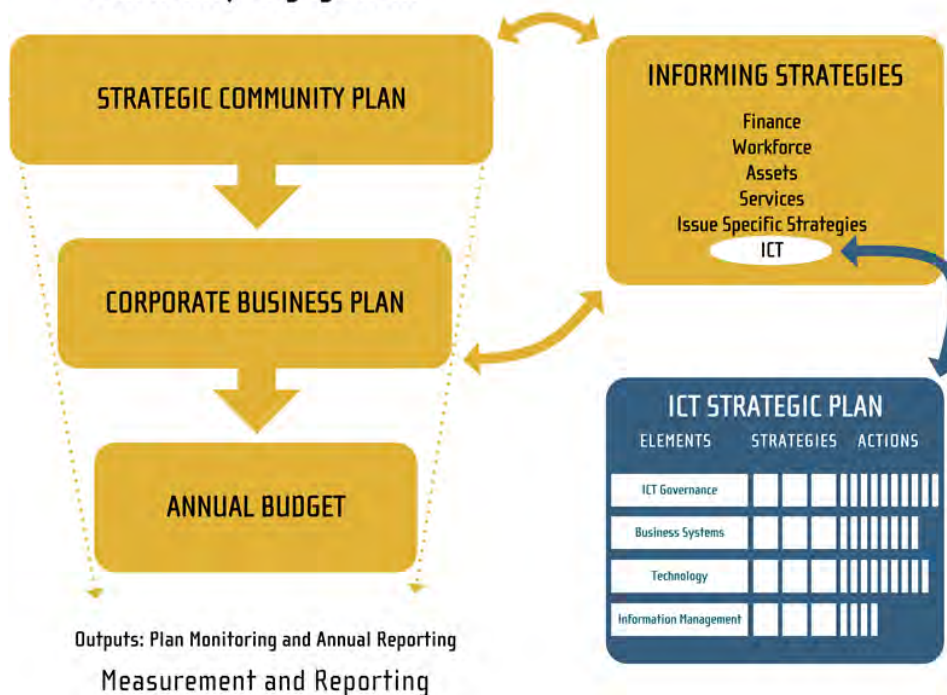 STRATEGIC COMMUNITY PLAN
CORPORATE BUSINESS PLAN
ANNUAL BUDGET
Outputs: Plan Monitoring and Annual Reporting
Measurement and Reporting
INFORMING STRATEGIES
Finance
Workforce
Assets
Services
Issue Specific Strategies
ICT
ICT STRATEGIC PLAN
ELEMENTS STRATEGIES ACTIONS
ICT Governance
Business Systems
Technology
Information Management